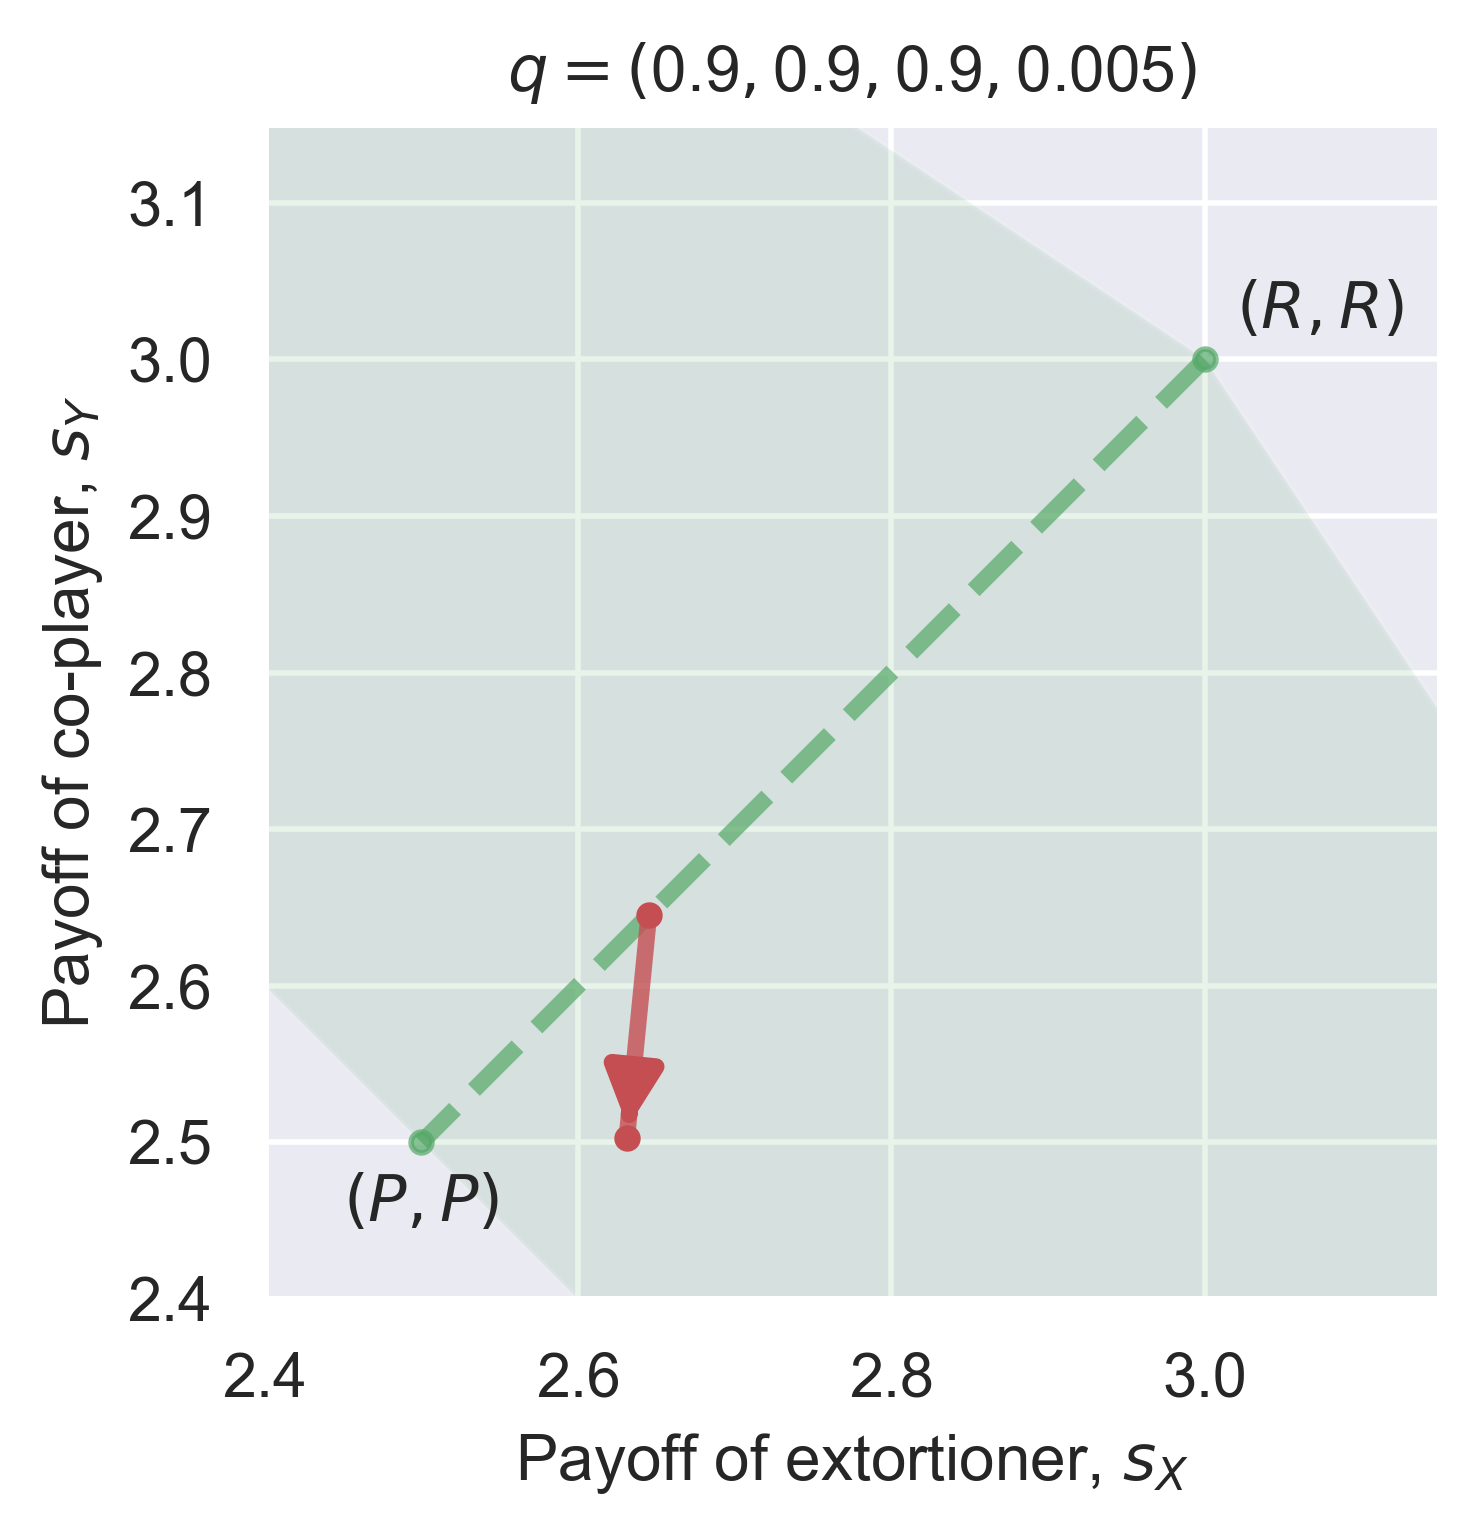 q = (0.9, 0.9, 0.9, 0.005)
Payoff of co-player, s_Y
3.1
3.0
2.9
2.8
2.7
2.6
2.5
2.4
(R, R)
(P, P)
2.4 2.6 2.8 3.0
Payoff of extortioner, s_X